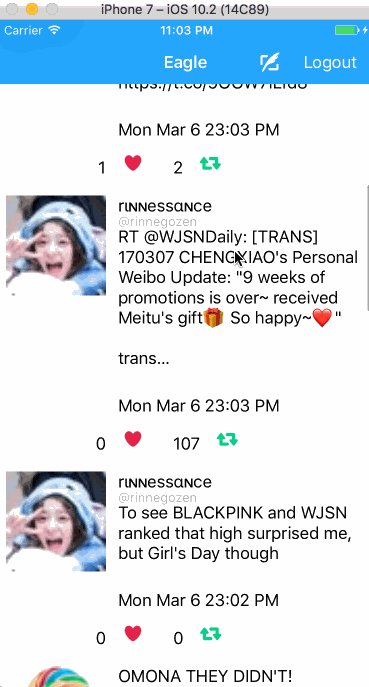 iPhone 7 – iOS 10.2 (14C89)
Carrier 11:03 PM
Eagle Logout
Mon Mar 6 23:03 PM
1 2
rınnessance
@rinnegozen
RT @WJSNDaily: [TRANS]
170307 CHENGXIAO's Personal
Weibo Update: "9 weeks of
promotions is over~ received
Meitu's gift🎁 So happy~❤️"
trans...
Mon Mar 6 23:03 PM
0 107
rınnessance
@rinnegozen
To see BLACKPINK and WJSN
ranked that high surprised me,
but Girl's Day though
Mon Mar 6 23:02 PM
0 0
OMONA THEY DIDN'T!